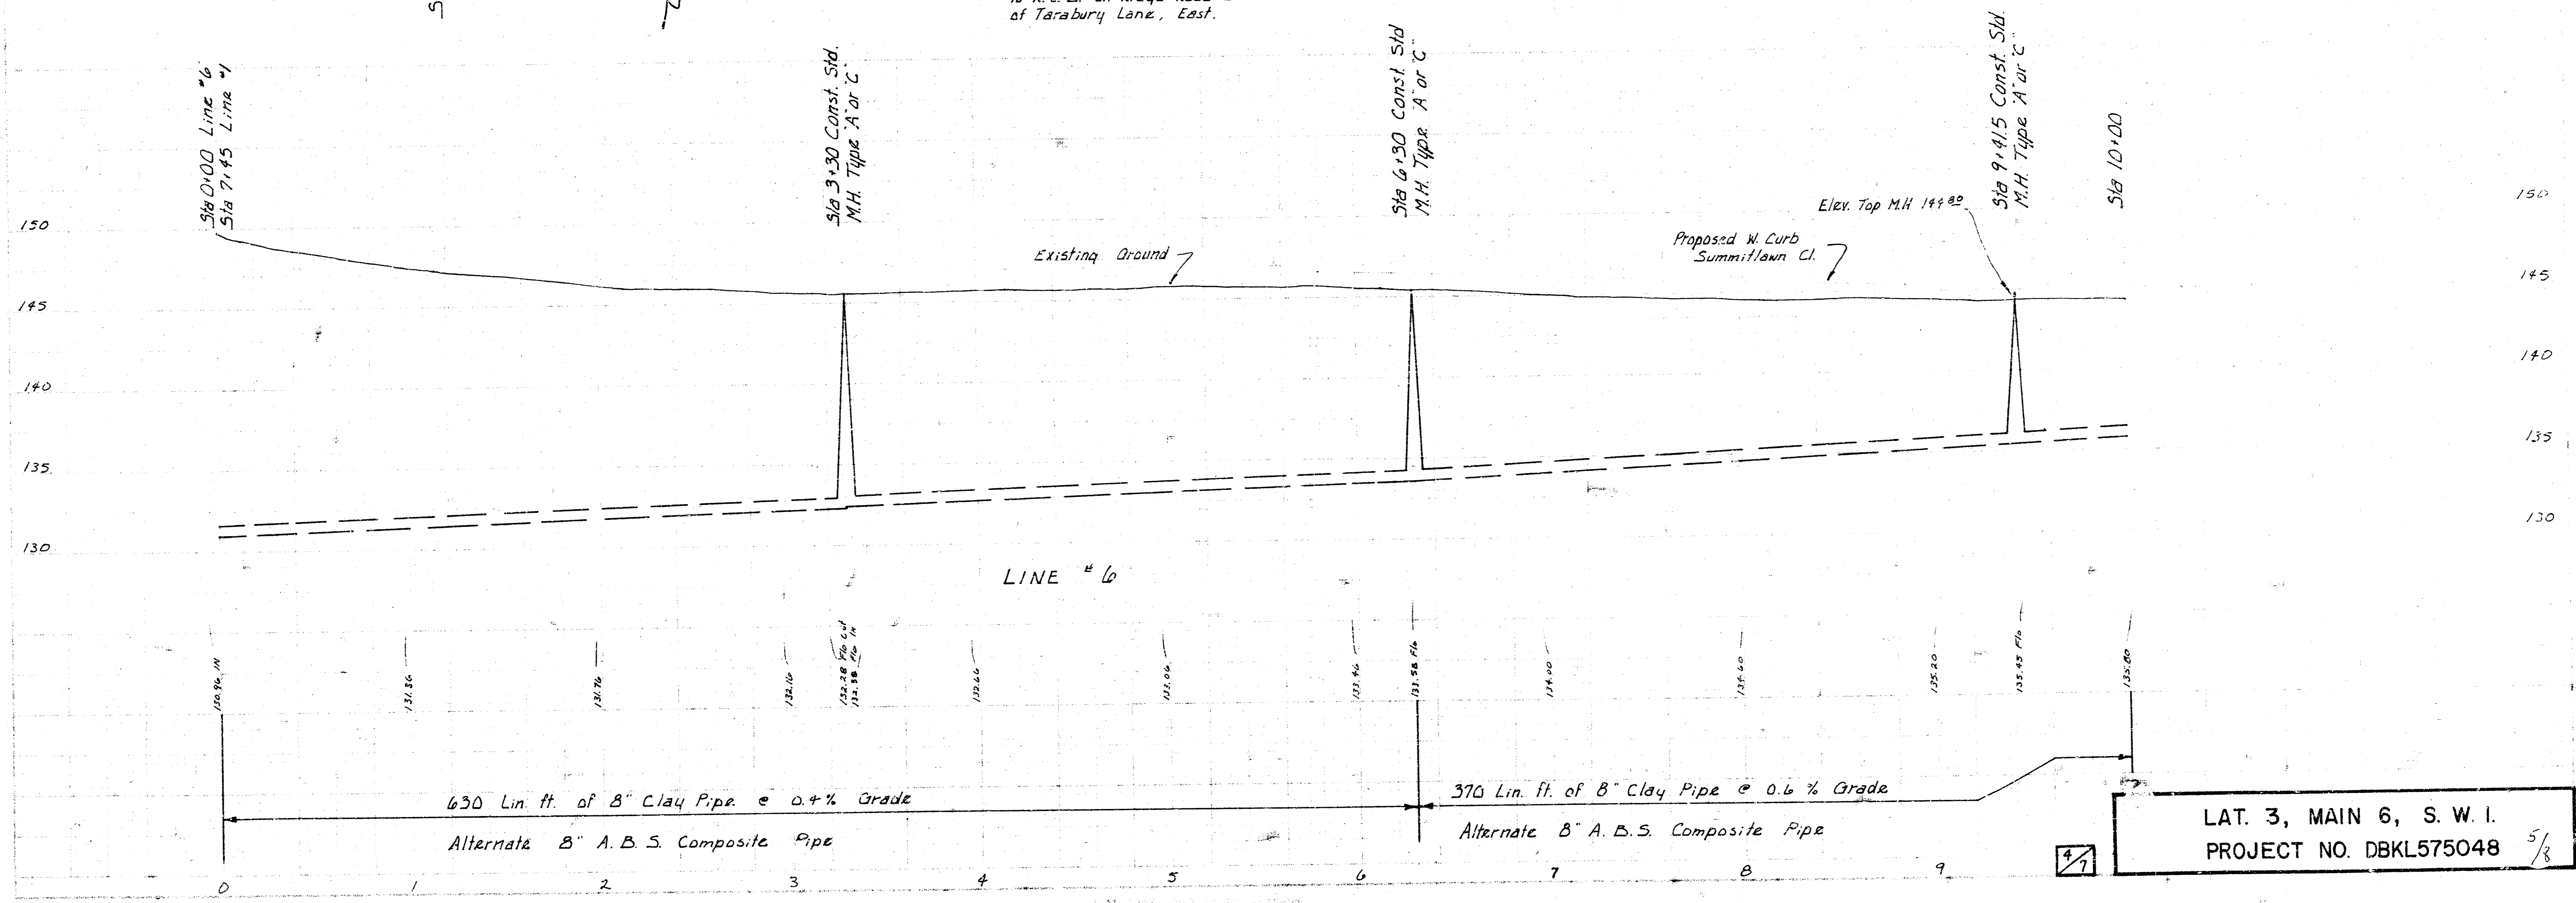 of Tarabury Lane, East.
Sta 0+00 Line #6
Sta 7+45 Line #1
Sta 3+30 Const. Std.
M.H. Type "A" or "C"
Sta 6+30 Const. Std
M.H. Type "A" or "C"
Sta 9+41.5 Const. Std.
M.H. Type "A" or "C"
Sta 10+00
Elev. Top M.H 144.80
150
150
Existing Ground
Proposed W. Curb
Summitlawn Ct.
145
145
140
140
135
135
130
130
LINE #6
130.96 IN
131.36
131.76
132.16
132.28 Flo Out
132.38 Flo In
132.66
133.06
133.46
133.58 Flo
134.00
134.60
135.20
135.45 Flo
135.80
630 Lin. ft. of 8" Clay Pipe @ 0.4% Grade
370 Lin. ft. of 8" Clay Pipe @ 0.6% Grade
Alternate 8" A.B.S. Composite Pipe
Alternate 8" A.B.S. Composite Pipe
0 1 2 3 4 5 6 7 8 9
4/7
LAT. 3, MAIN 6, S. W. I.
PROJECT NO. DBKL575048
5/8